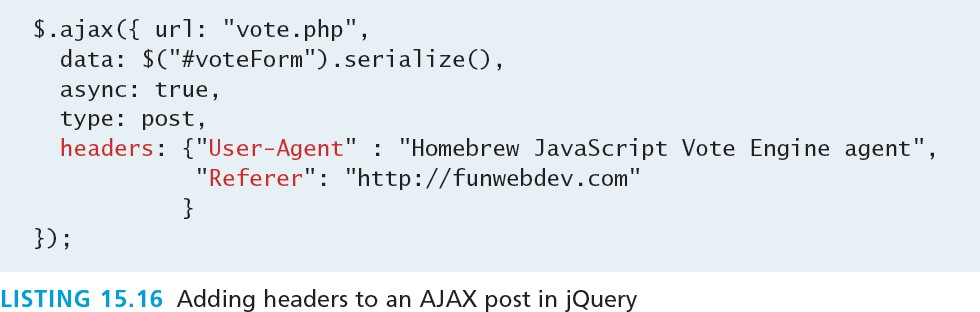 $.ajax({ url: "vote.php",
data: $("#voteForm").serialize(),
async: true,
type: post,
headers: {"User-Agent" : "Homebrew JavaScript Vote Engine agent",
"Referer": "http://funwebdev.com"
}
});
LISTING 15.16 Adding headers to an AJAX post in jQuery